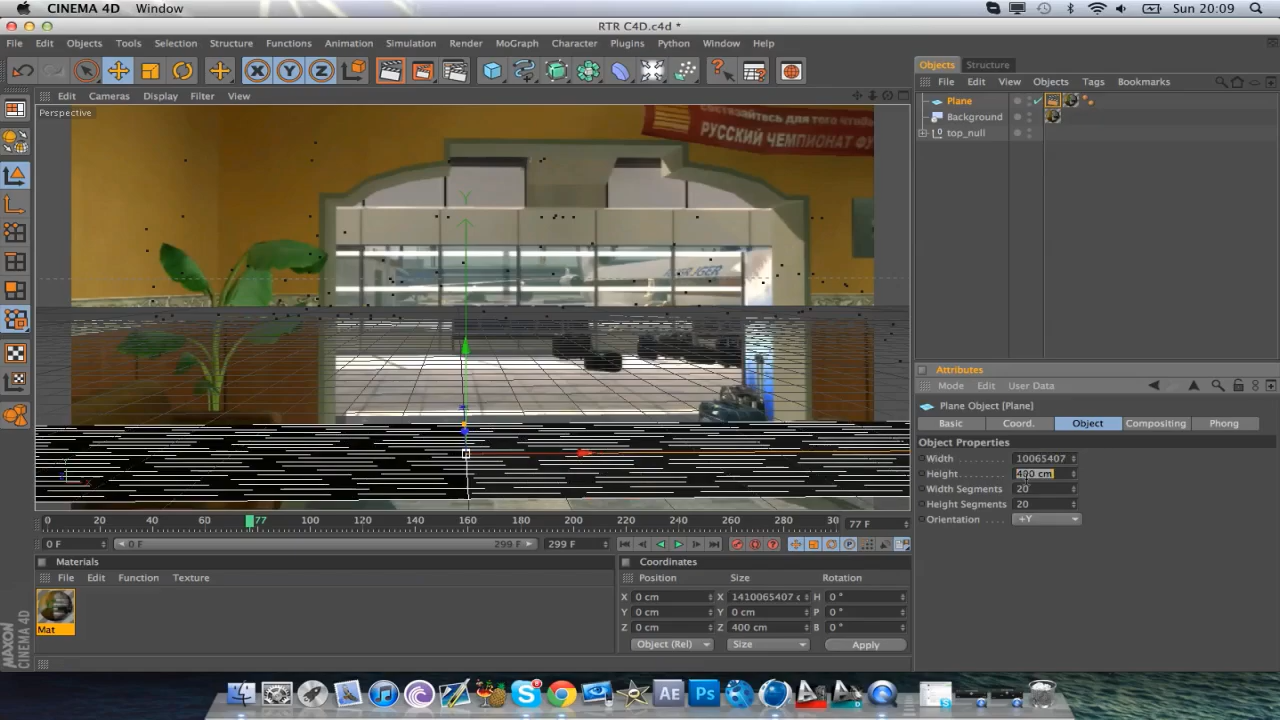 CINEMA 4D Window Sun 20:09
RTR C4D.c4d *
File Edit Objects Tools Selection Structure Functions Animation Simulation Render MoGraph Character Plugins Python Window Help
X Y Z
Objects Structure
File Edit View Objects Tags Bookmarks
Plane
Background
top_null
Edit Cameras Display Filter View
Perspective
РУССКИЙ ЧЕМПИОНАТ
Y
X
Attributes
Mode Edit User Data
Plane Object [Plane]
Basic Coord. Object Compositing Phong
Object Properties
Width 10065407
Height 400 cm
Width Segments 20
Height Segments 20
Orientation +Y
0 20 40 60 77 100 120 140 160 180 200 220 240 260 280 30 77 F
0 F 0 F 299 F 299 F
Materials
File Edit Function Texture
Mat
Coordinates
Position Size Rotation
X 0 cm X 1410065407 c H 0 °
Y 0 cm Y 0 cm P 0 °
Z 0 cm Z 400 cm B 0 °
Object (Rel) Size Apply
MAXON
CINEMA 4D
AE Ps